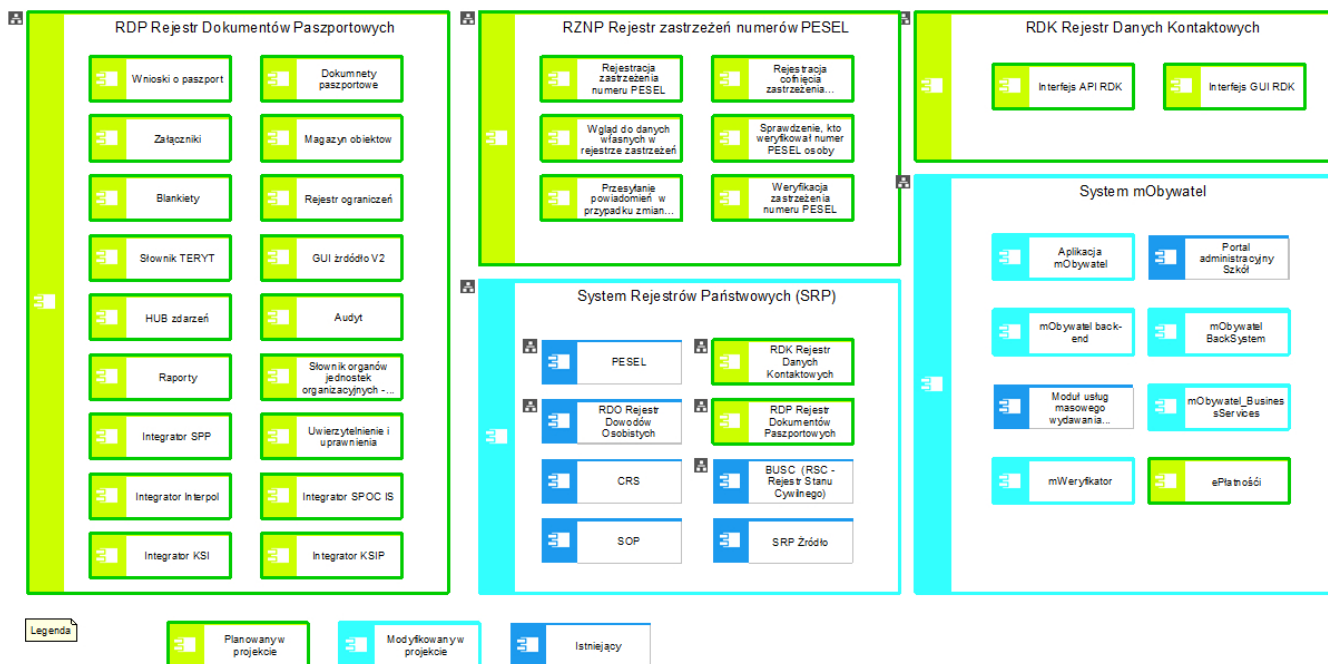 RDP Rejestr Dokumentów Paszportowych
Wnioski o paszport
Dokumnety
paszportowe
Załączniki
Magazyn obiektow
Blankiety
Rejestr ograniczeń
Słownik TERYT
GUI źrdódło V2
HUB zdarzeń
Audyt
Raporty
Słownik organów
jednostek
organizacyjnych -...
Integrator SPP
Uwierzytelnienie i
uprawnienia
Integrator Interpol
Integrator SPOC IS
Integrator KSI
Integrator KSIP
RZNP Rejestr zastrzeżeń numerów PESEL
Rejestracja
zastrzeżenia
numeru PESEL
Rejestracja
cofnięcia
zastrzeżenia...
Wgląd do danych
własnych w
rejestrze zastrzeżeń
Sprawdzenie, kto
weryfikował numer
PESEL osoby
Przesyłanie
powiadomień w
przypadku zmian...
Weryfikacja
zastrzeżenia
numeru PESEL
System Rejestrów Państwowych (SRP)
PESEL
RDK Rejestr
Danych
Kontaktowych
RDO Rejestr
Dowodów
Osobistych
RDP Rejestr
Dokumentów
Paszportowych
CRS
BUSC (RSC -
Rejestr Stanu
Cywilnego)
SOP
SRP Źródło
RDK Rejestr Danych Kontaktowych
Interfejs API RDK
Interfejs GUI RDK
System mObywatel
Aplikacja
mObywatel
Portal
administracyjny
Szkół
mObywatel back-
end
mObywatel
BackSystem
Moduł usług
masowego
wydawania...
mObywatel_Busines
sServices
mWeryfikator
ePłatnośći
Legenda
Planowany w
projekcie
Modyfikowany w
projekcie
Istniejący